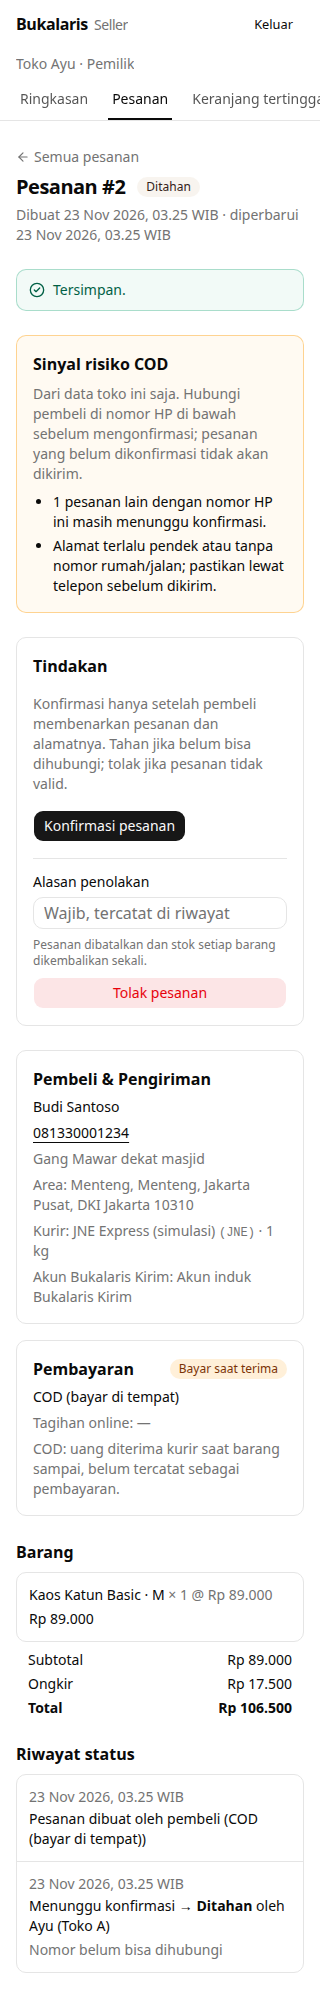 Bukalaris Seller
Keluar
Toko Ayu · Pemilik
Ringkasan
Pesanan
Keranjang tertingga
← Semua pesanan
Pesanan #2
Ditahan
Dibuat 23 Nov 2026, 03.25 WIB · diperbarui
23 Nov 2026, 03.25 WIB
Tersimpan.
Sinyal risiko COD
Dari data toko ini saja. Hubungi
pembeli di nomor HP di bawah
sebelum mengonfirmasi; pesanan
yang belum dikonfirmasi tidak akan
dikirim.
• 1 pesanan lain dengan nomor HP
ini masih menunggu konfirmasi.
• Alamat terlalu pendek atau tanpa
nomor rumah/jalan; pastikan lewat
telepon sebelum dikirim.
Tindakan
Konfirmasi hanya setelah pembeli
membenarkan pesanan dan
alamatnya. Tahan jika belum bisa
dihubungi; tolak jika pesanan tidak
valid.
Konfirmasi pesanan
Alasan penolakan
Wajib, tercatat di riwayat
Pesanan dibatalkan dan stok setiap barang
dikembalikan sekali.
Tolak pesanan
Pembeli & Pengiriman
Budi Santoso
081330001234
Gang Mawar dekat masjid
Area: Menteng, Menteng, Jakarta
Pusat, DKI Jakarta 10310
Kurir: JNE Express (simulasi) (JNE) · 1
kg
Akun Bukalaris Kirim: Akun induk
Bukalaris Kirim
Pembayaran
Bayar saat terima
COD (bayar di tempat)
Tagihan online: —
COD: uang diterima kurir saat barang
sampai, belum tercatat sebagai
pembayaran.
Barang
Kaos Katun Basic · M × 1 @ Rp 89.000
Rp 89.000
Subtotal Rp 89.000
Ongkir Rp 17.500
Total Rp 106.500
Riwayat status
23 Nov 2026, 03.25 WIB
Pesanan dibuat oleh pembeli (COD
(bayar di tempat))
23 Nov 2026, 03.25 WIB
Menunggu konfirmasi → Ditahan oleh
Ayu (Toko A)
Nomor belum bisa dihubungi